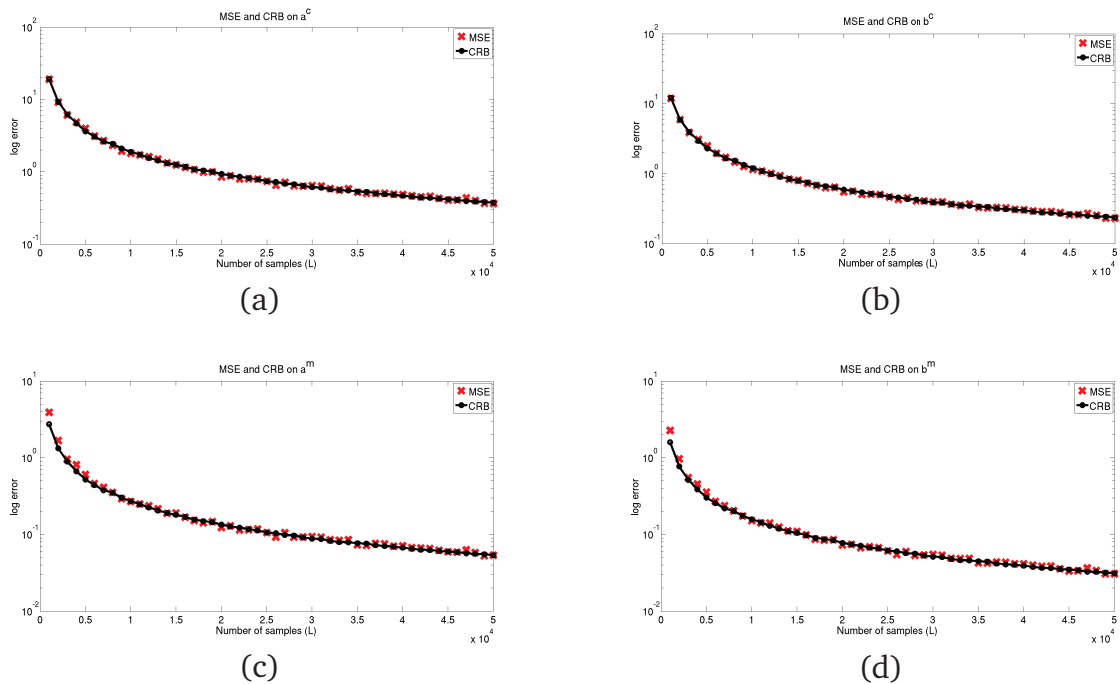 MSE and CRB on a^c
10^2
10^1
10^0
10^-1
log error
MSE
CRB
0 0.5 1 1.5 2 2.5 3 3.5 4 4.5 5
Number of samples (L)
x 10^4
(a)
MSE and CRB on b^c
10^2
10^1
10^0
10^-1
log error
MSE
CRB
0 0.5 1 1.5 2 2.5 3 3.5 4 4.5 5
Number of samples (L)
x 10^4
(b)
MSE and CRB on a^m
10^1
10^0
10^-1
10^-2
log error
MSE
CRB
0 0.5 1 1.5 2 2.5 3 3.5 4 4.5 5
Number of samples (L)
x 10^4
(c)
MSE and CRB on b^m
10^1
10^0
10^-1
10^-2
log error
MSE
CRB
0 0.5 1 1.5 2 2.5 3 3.5 4 4.5 5
Number of samples (L)
x 10^4
(d)